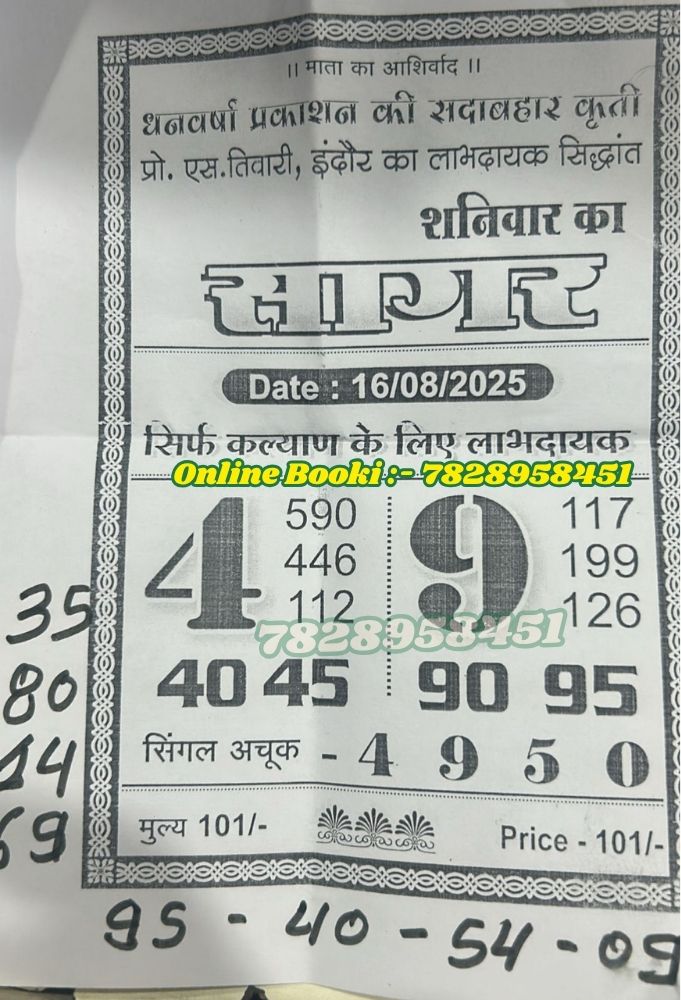 ।। माता का आशिर्वाद ।।
धनवर्षा प्रकाशन की सदाबहार कृती
प्रो. एस.तिवारी, इंदौर का लाभदायक सिद्धांत
शनिवार का
सागर
Date : 16/08/2025
सिर्फ कल्याण के लिए लाभदायक
Online Booki :- 7828958451
4 590 9 117
446 199
112 126
7828958451
40 45 90 95
सिंगल अचूक - 4 9 5 0
मुल्य 101/- Price - 101/-
35
80
14
69
95 - 40 - 54 - 09